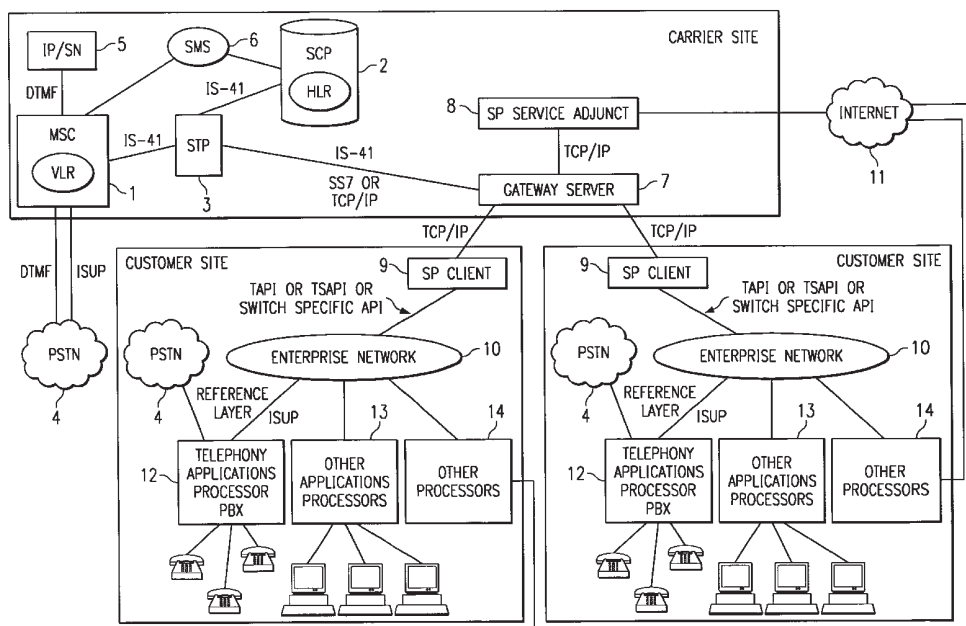 CARRIER SITE
IP/SN
5
SMS
6
SCP
HLR
2
DTMF
IS-41
MSC
VLR
1
IS-41
STP
3
IS-41
SS7 OR
TCP/IP
8
SP SERVICE ADJUNCT
TCP/IP
GATEWAY SERVER
7
INTERNET
11
DTMF
ISUP
PSTN
4
TCP/IP
TCP/IP
CUSTOMER SITE
9
SP CLIENT
TAPI OR TSAPI OR
SWITCH SPECIFIC API
PSTN
4
ENTERPRISE NETWORK
10
REFERENCE
LAYER
ISUP
12
TELEPHONY
APPLICATIONS
PROCESSOR
PBX
13
OTHER
APPLICATIONS
PROCESSORS
14
OTHER
PROCESSORS
CUSTOMER SITE
9
SP CLIENT
TAPI OR TSAPI OR
SWITCH SPECIFIC API
PSTN
4
ENTERPRISE NETWORK
10
REFERENCE
LAYER
ISUP
12
TELEPHONY
APPLICATIONS
PROCESSOR
PBX
13
OTHER
APPLICATIONS
PROCESSORS
14
OTHER
PROCESSORS